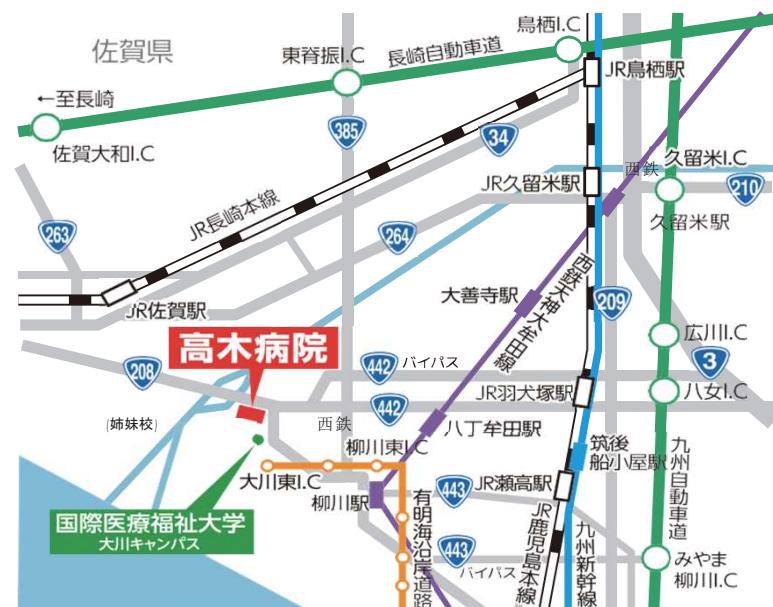 佐賀県
鳥栖I.C
東脊振I.C
長崎自動車道
JR鳥栖駅
←至長崎
佐賀大和I.C
385
34
西鉄
久留米I.C
JR久留米駅
210
久留米駅
JR長崎本線
263
264
大善寺駅
西鉄天神大牟田線
209
JR佐賀駅
広川I.C
高木病院
208
442
バイパス
3
JR羽犬塚駅
八女I.C
442
(姉妹校)
西鉄
八丁牟田駅
柳川東I.C
筑後
船小屋駅
九州自動車道
大川東I.C
柳川駅
443
JR瀬高駅
国際医療福祉大学
大川キャンパス
有明海沿岸道路
JR鹿児島本線
九州新幹線
443
バイパス
みやま
柳川I.C